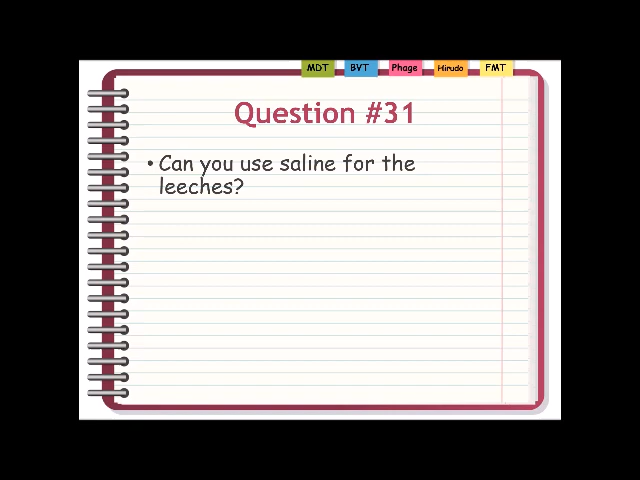 MDT BVT Phage Hirudo FMT
Question #31
• Can you use saline for the
leeches?